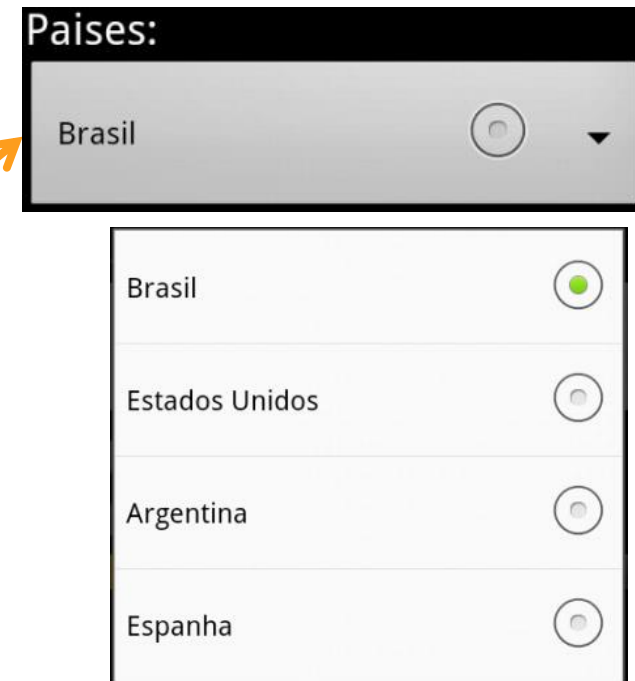 Paises:
Brasil
Brasil
Estados Unidos
Argentina
Espanha